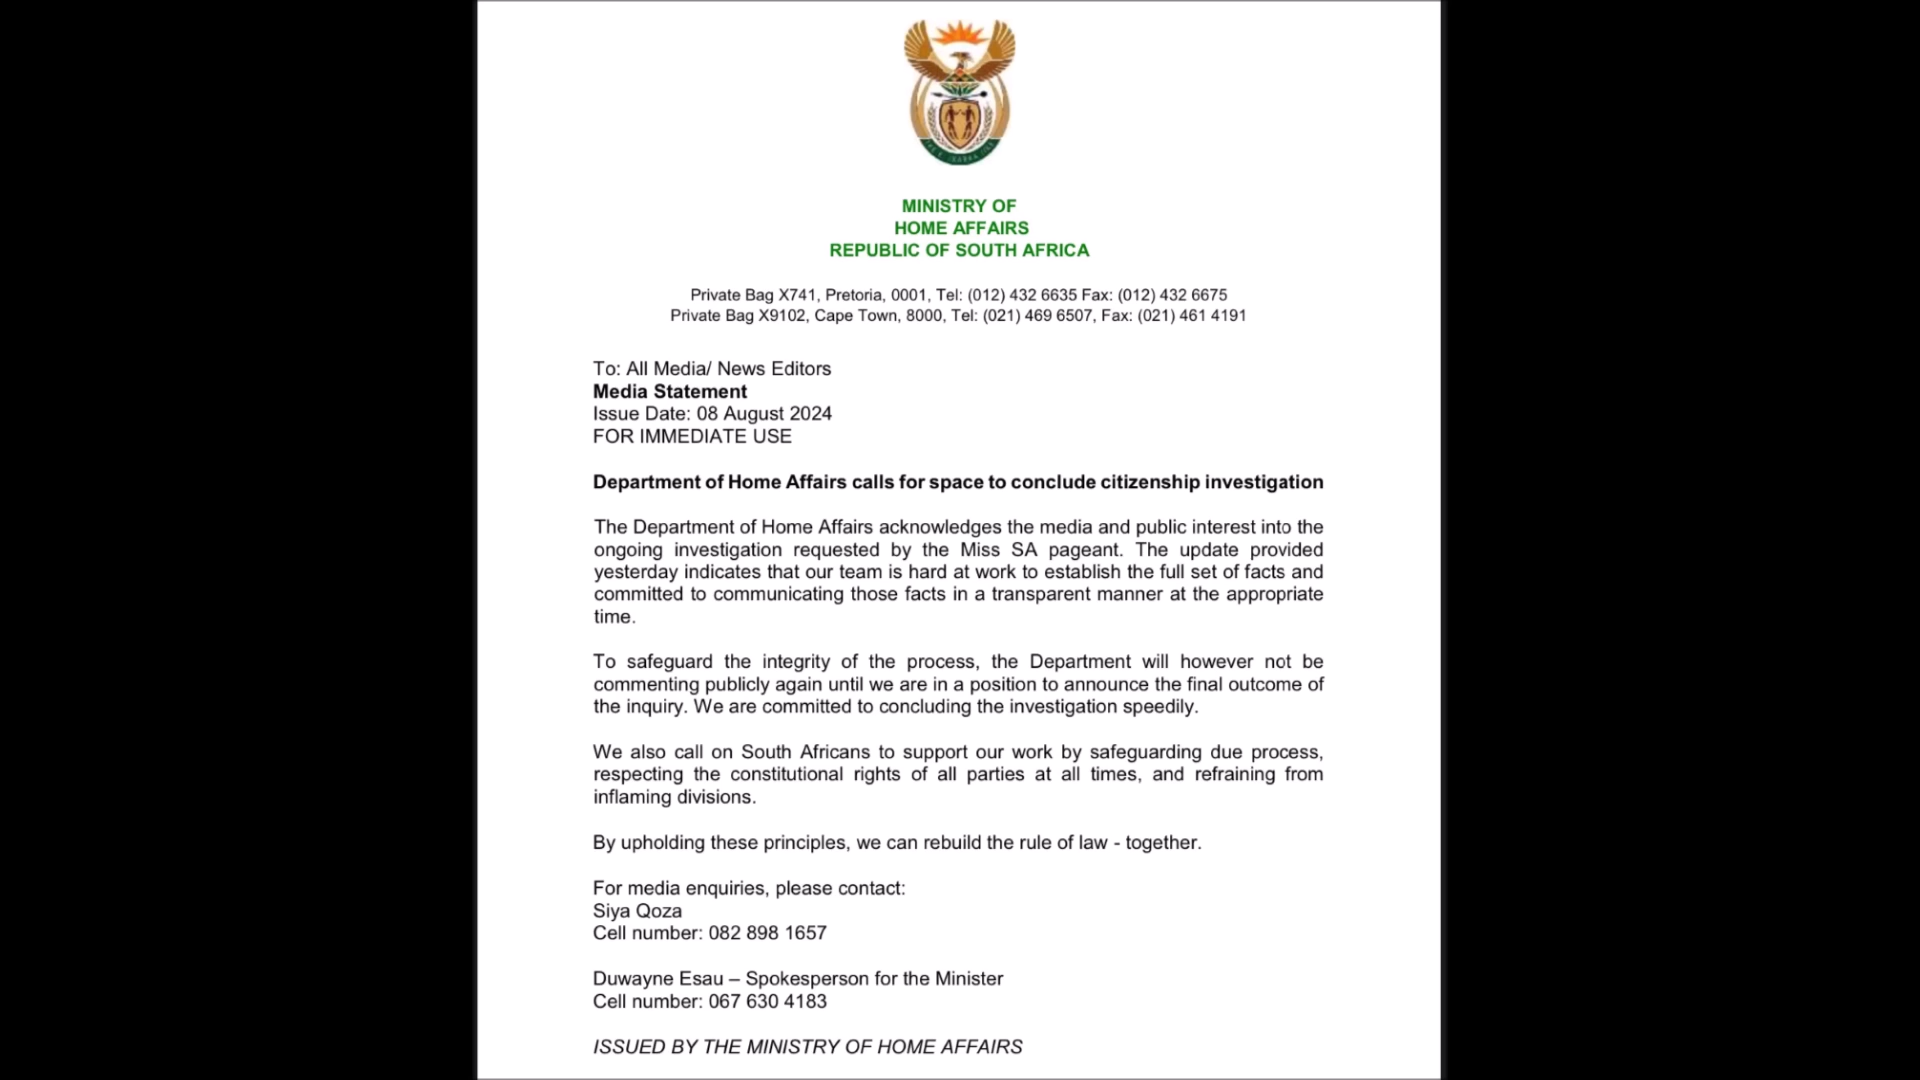 MINISTRY OF
HOME AFFAIRS
REPUBLIC OF SOUTH AFRICA
Private Bag X741, Pretoria, 0001, Tel: (012) 432 6635 Fax: (012) 432 6675
Private Bag X9102, Cape Town, 8000, Tel: (021) 469 6507, Fax: (021) 461 4191
To: All Media/ News Editors
Media Statement
Issue Date: 08 August 2024
FOR IMMEDIATE USE
Department of Home Affairs calls for space to conclude citizenship investigation
The Department of Home Affairs acknowledges the media and public interest into the
ongoing investigation requested by the Miss SA pageant. The update provided
yesterday indicates that our team is hard at work to establish the full set of facts and
committed to communicating those facts in a transparent manner at the appropriate
time.
To safeguard the integrity of the process, the Department will however not be
commenting publicly again until we are in a position to announce the final outcome of
the inquiry. We are committed to concluding the investigation speedily.
We also call on South Africans to support our work by safeguarding due process,
respecting the constitutional rights of all parties at all times, and refraining from
inflaming divisions.
By upholding these principles, we can rebuild the rule of law - together.
For media enquiries, please contact:
Siya Qoza
Cell number: 082 898 1657
Duwayne Esau – Spokesperson for the Minister
Cell number: 067 630 4183
ISSUED BY THE MINISTRY OF HOME AFFAIRS